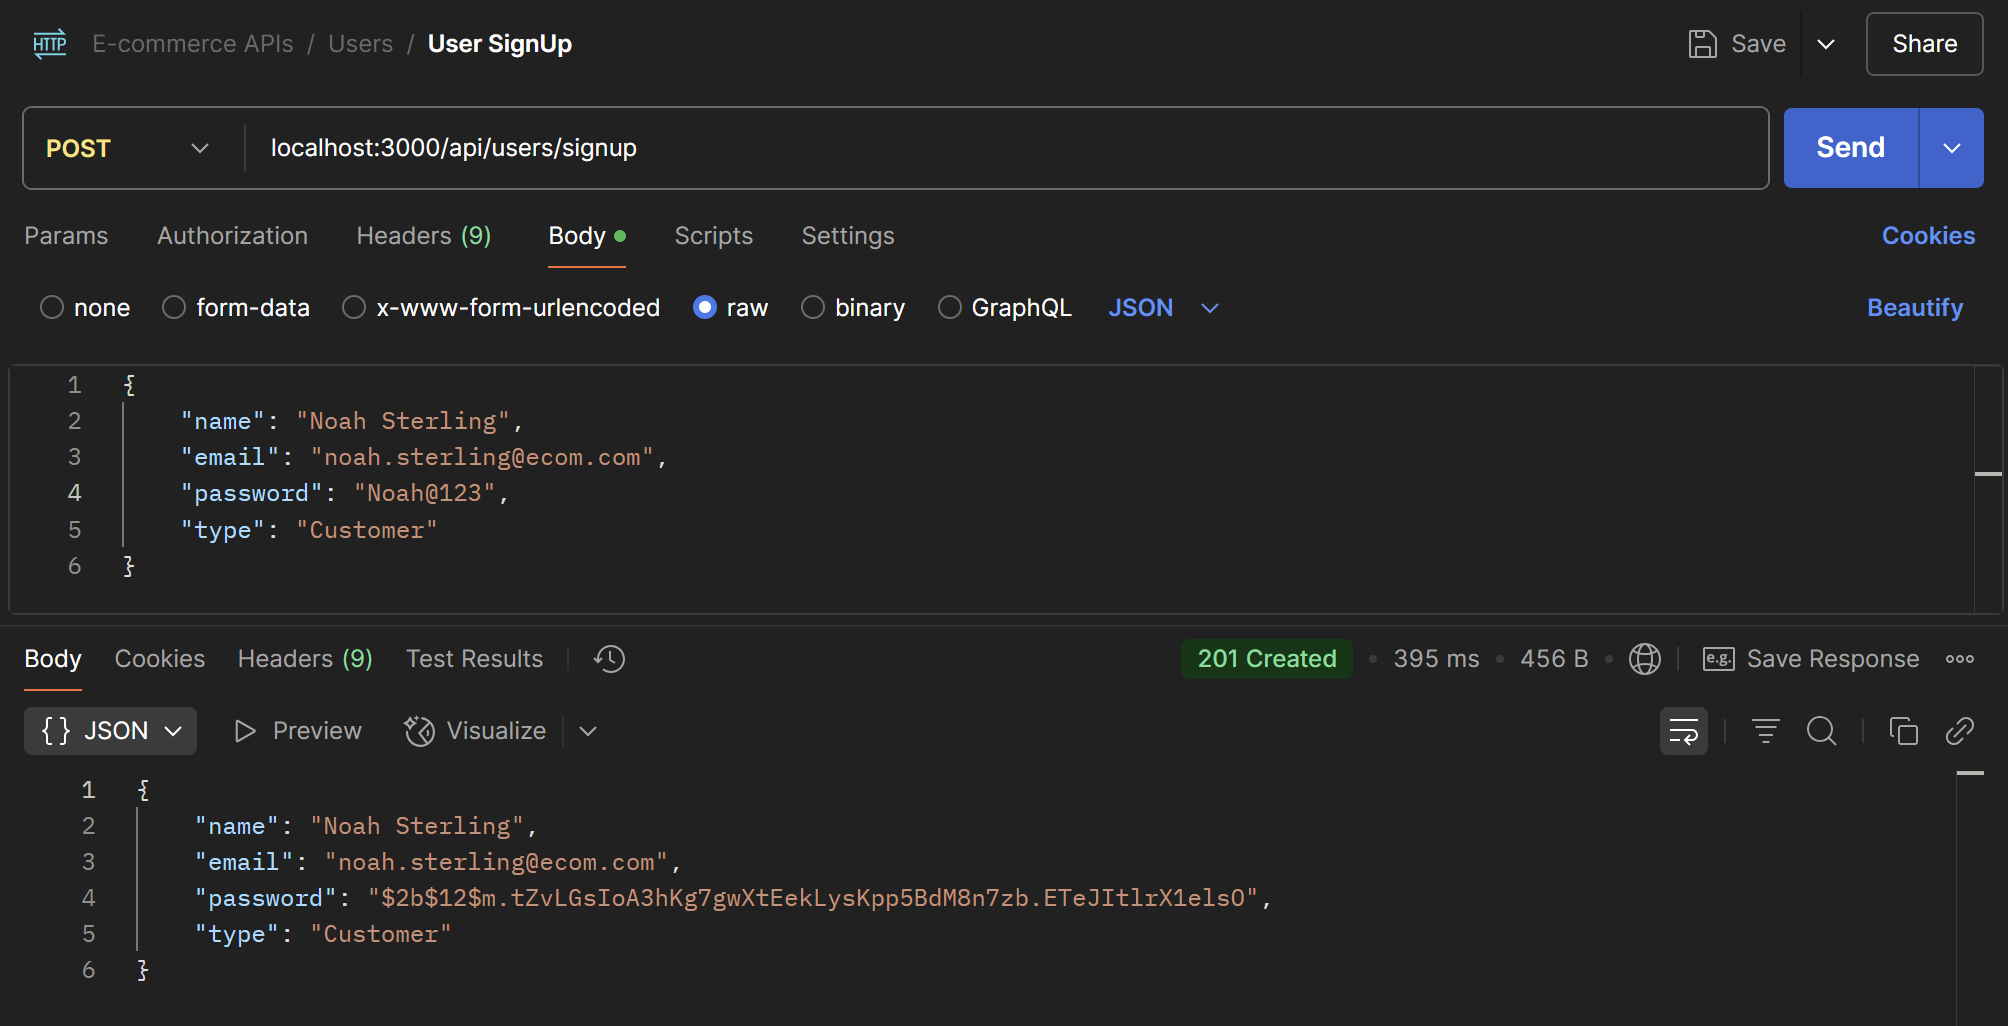 HTTP E-commerce APIs / Users / User SignUp Save Share
POST localhost:3000/api/users/signup Send
Params Authorization Headers (9) Body Scripts Settings Cookies
none form-data x-www-form-urlencoded raw binary GraphQL JSON Beautify
1 {
2 "name": "Noah Sterling",
3 "email": "noah.sterling@ecom.com",
4 "password": "Noah@123",
5 "type": "Customer"
6 }
Body Cookies Headers (9) Test Results 201 Created 395 ms 456 B e.g. Save Response
{} JSON Preview Visualize
1 {
2 "name": "Noah Sterling",
3 "email": "noah.sterling@ecom.com",
4 "password": "$2b$12$m.tZvLGsIoA3hKg7gwXtEekLysKpp5BdM8n7zb.ETeJItlrX1elsO",
5 "type": "Customer"
6 }